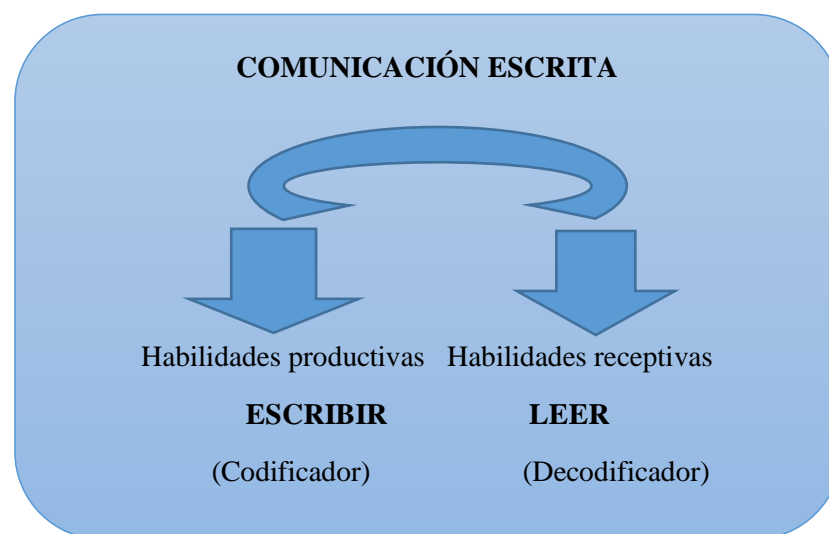 COMUNICACIÓN ESCRITA
Habilidades productivas Habilidades receptivas
ESCRIBIR LEER
(Codificador) (Decodificador)